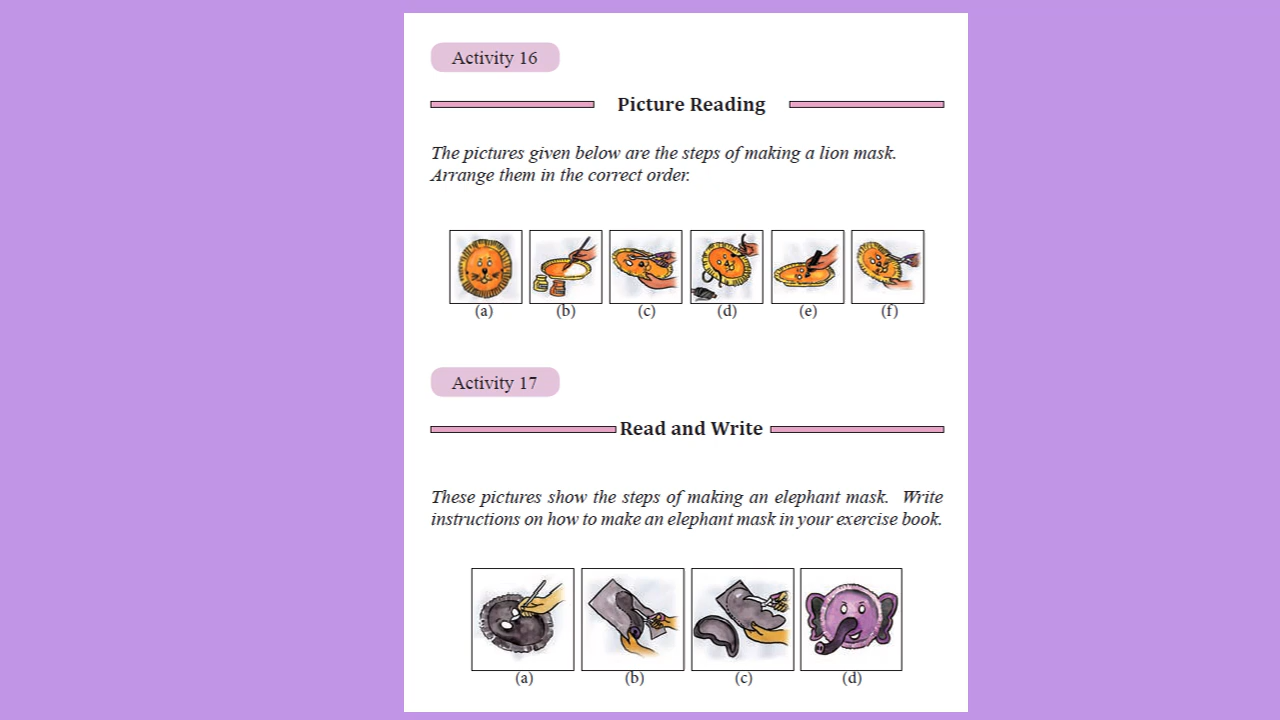 Activity 16
Picture Reading
The pictures given below are the steps of making a lion mask.
Arrange them in the correct order.
(a) (b) (c) (d) (e) (f)
Activity 17
Read and Write
These pictures show the steps of making an elephant mask. Write
instructions on how to make an elephant mask in your exercise book.
(a) (b) (c) (d)